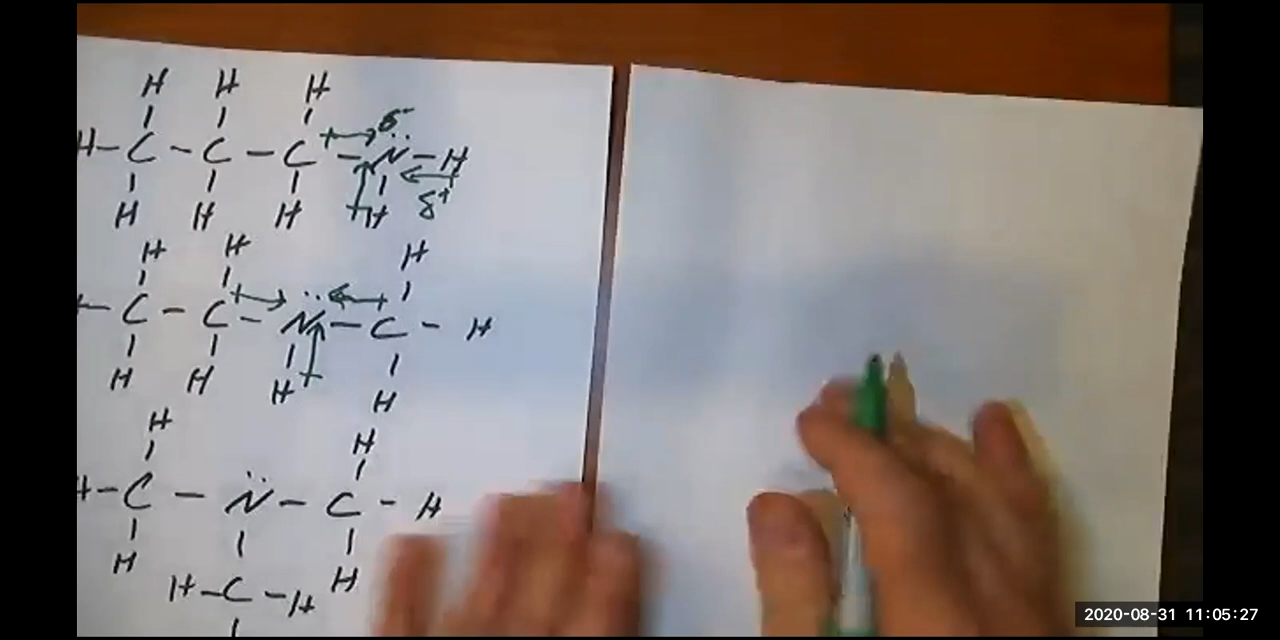 H H H
H-C-C-C-N̈-H
δ-
H H H H
δ+
H H H
-C-C-N̈-C-H
H H H H
H H
H-C-N̈-C-H
H H
H-C-H
2020-08-31 11:05:27